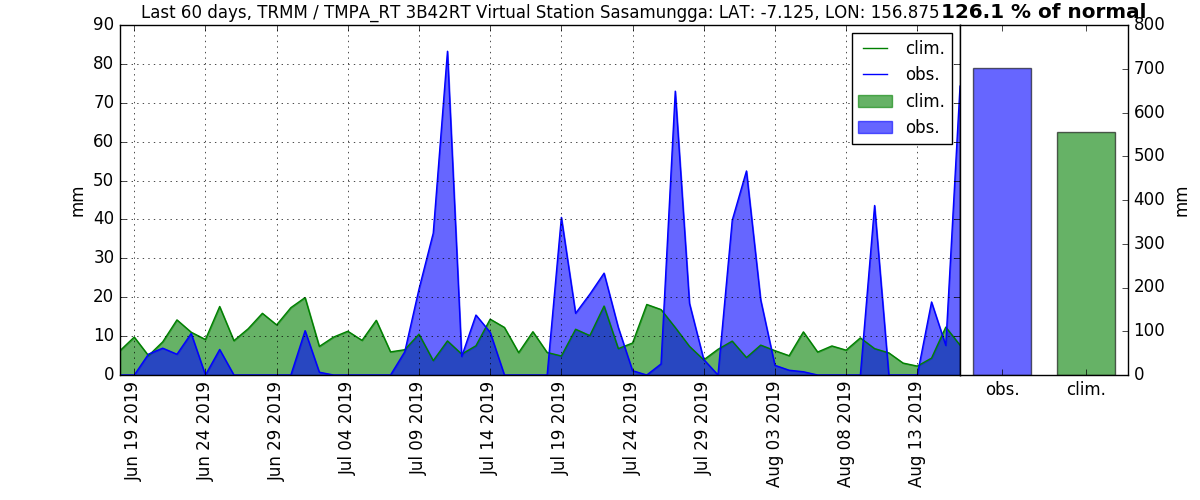 Last 60 days, TRMM / TMPA_RT 3B42RT Virtual Station Sasamungga: LAT: -7.125, LON: 156.875 126.1 % of normal
90
80
70
60
50
40
30
20
10
0
mm
clim.
obs.
clim.
obs.
800
700
600
500
400
300
200
100
0
mm
Jun 19 2019
Jun 24 2019
Jun 29 2019
Jul 04 2019
Jul 09 2019
Jul 14 2019
Jul 19 2019
Jul 24 2019
Jul 29 2019
Aug 03 2019
Aug 08 2019
Aug 13 2019
obs.
clim.